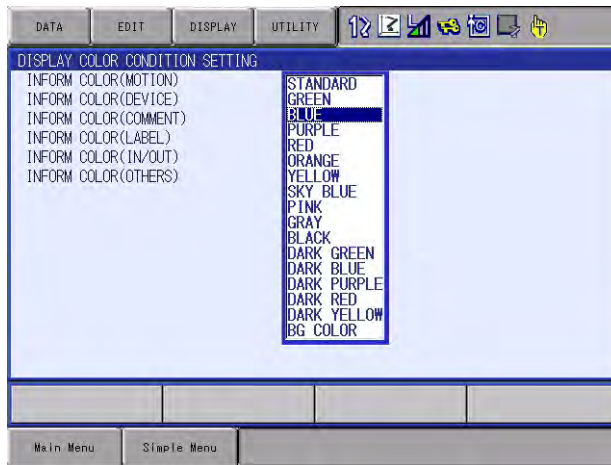 DATA EDIT DISPLAY UTILITY
DISPLAY COLOR CONDITION SETTING
INFORM COLOR(MOTION)
INFORM COLOR(DEVICE)
INFORM COLOR(COMMENT)
INFORM COLOR(LABEL)
INFORM COLOR(IN/OUT)
INFORM COLOR(OTHERS)
STANDARD
GREEN
BLUE
PURPLE
RED
ORANGE
YELLOW
SKY BLUE
PINK
GRAY
BLACK
DARK GREEN
DARK BLUE
DARK PURPLE
DARK RED
DARK YELLOW
BG COLOR
Main Menu Simple Menu